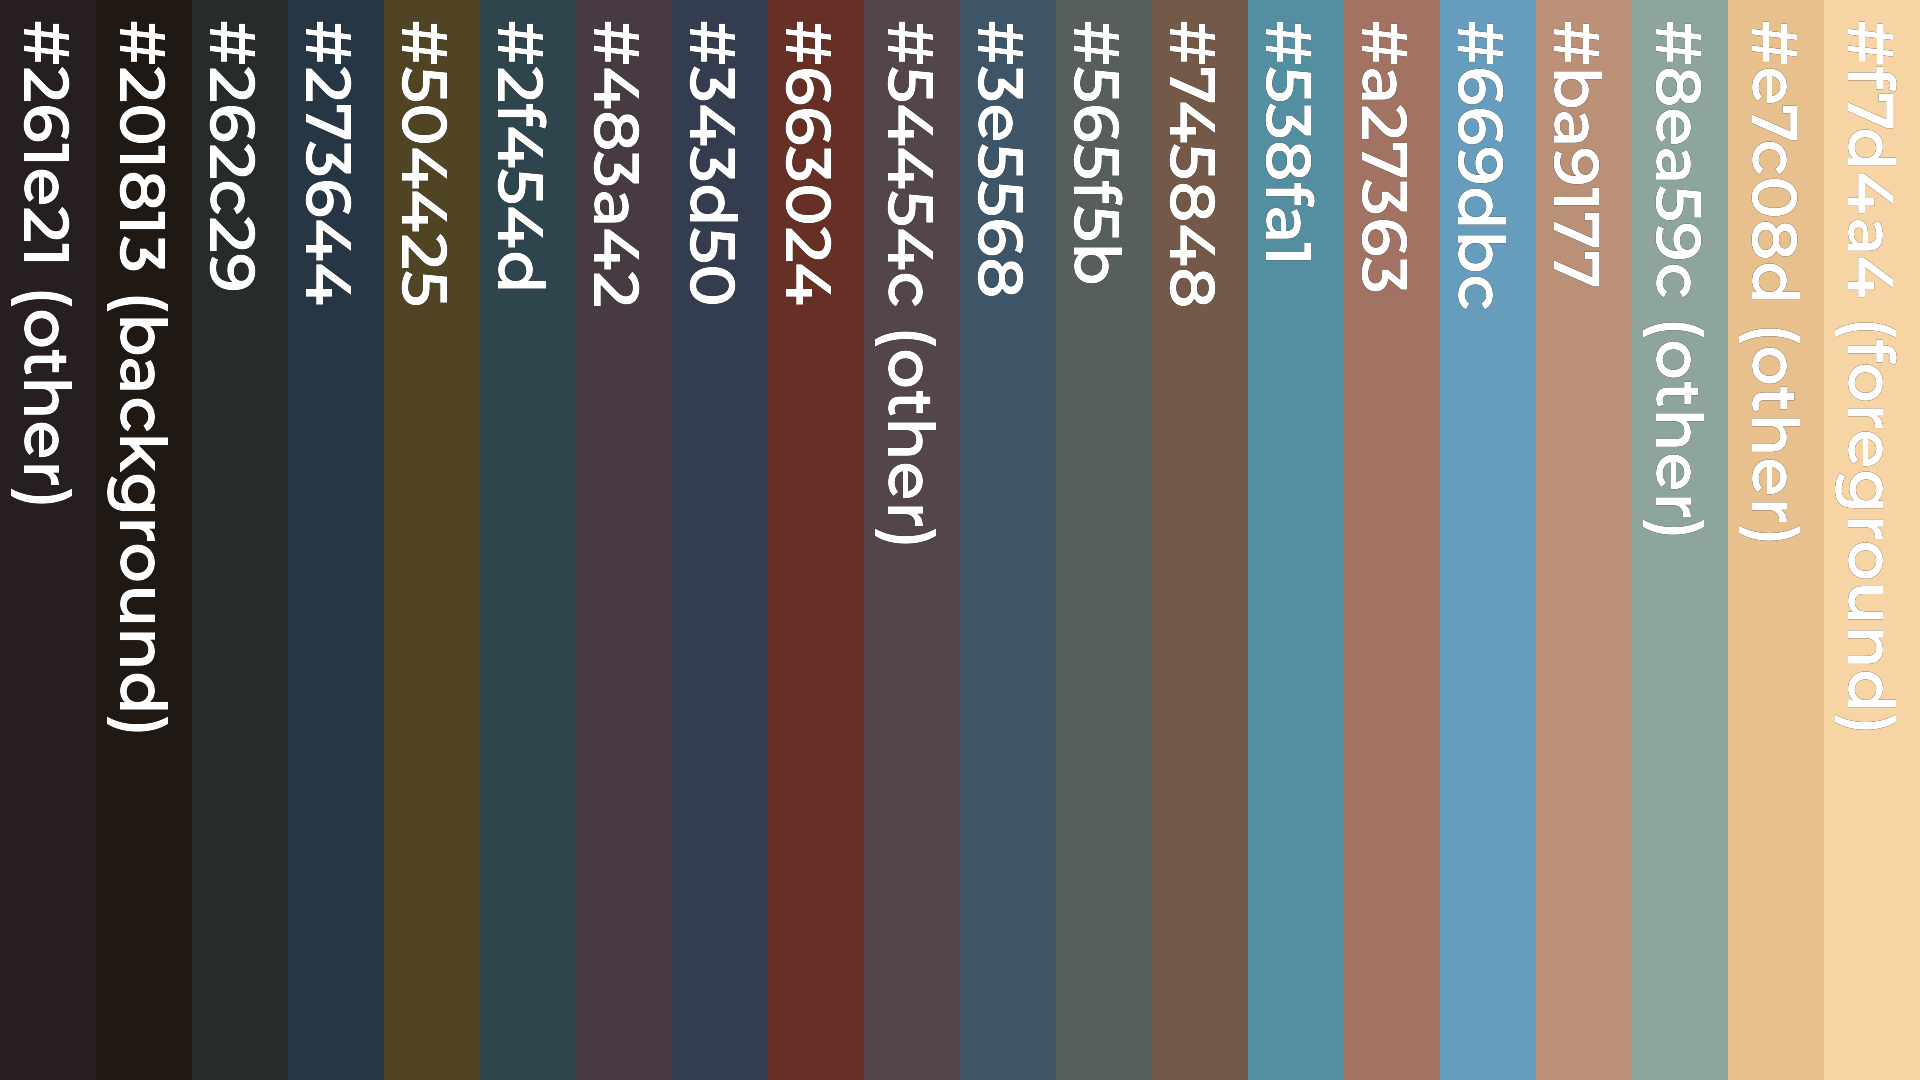 #261e21 (other)
#201813 (background)
#262c29
#273644
#504425
#2f454d
#483a42
#343d50
#663024
#54454c (other)
#3e5568
#565f5b
#745848
#538fa1
#a27363
#669dbc
#ba9177
#8ea59c (other)
#e7c08d (other)
#f7d4a4 (foreground)